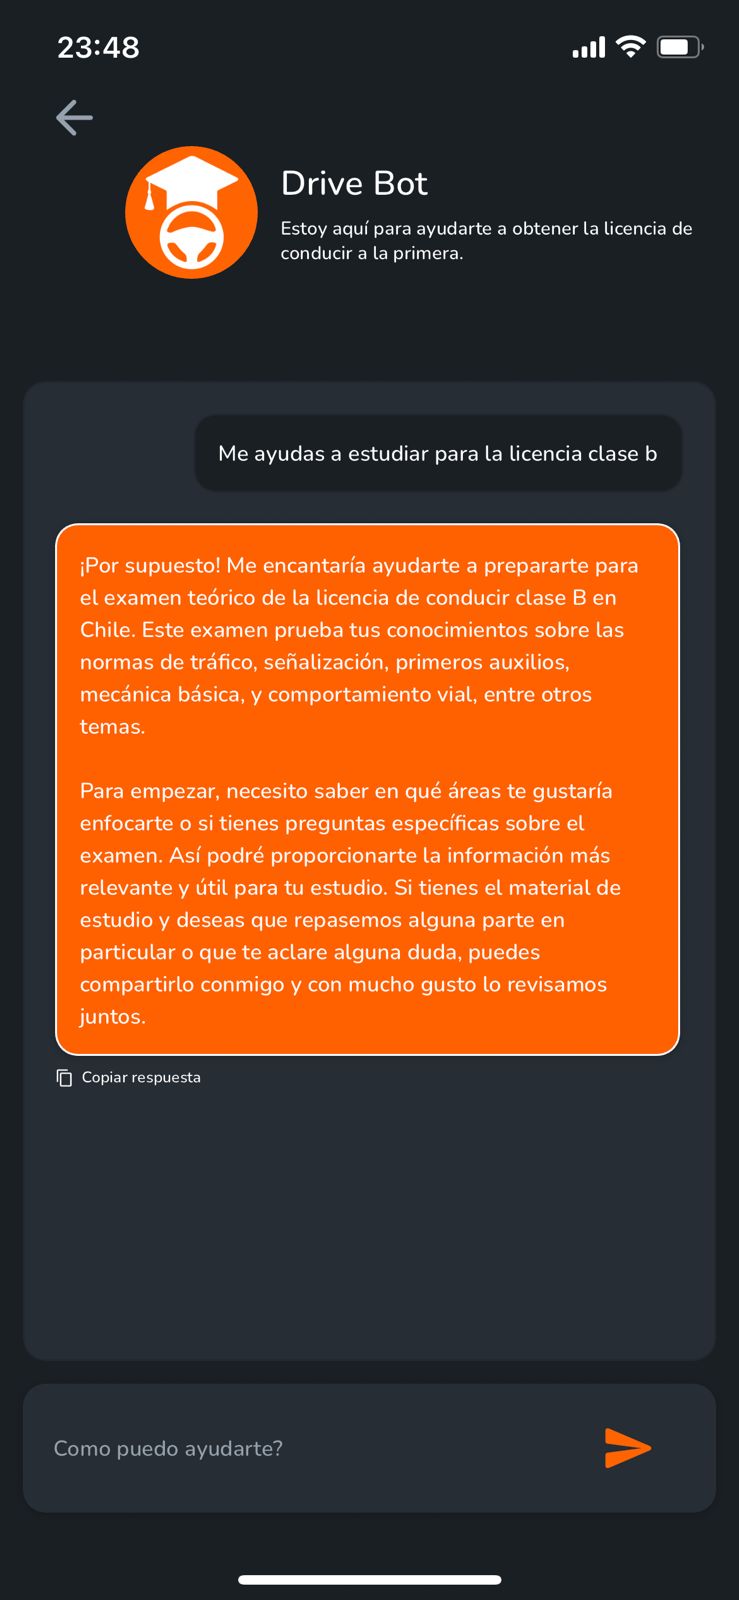 23:48
Drive Bot
Estoy aquí para ayudarte a obtener la licencia de
conducir a la primera.
Me ayudas a estudiar para la licencia clase b
¡Por supuesto! Me encantaría ayudarte a prepararte para
el examen teórico de la licencia de conducir clase B en
Chile. Este examen prueba tus conocimientos sobre las
normas de tráfico, señalización, primeros auxilios,
mecánica básica, y comportamiento vial, entre otros
temas.
Para empezar, necesito saber en qué áreas te gustaría
enfocarte o si tienes preguntas específicas sobre el
examen. Así podré proporcionarte la información más
relevante y útil para tu estudio. Si tienes el material de
estudio y deseas que repasemos alguna parte en
particular o que te aclare alguna duda, puedes
compartirlo conmigo y con mucho gusto lo revisamos
juntos.
Copiar respuesta
Como puedo ayudarte?